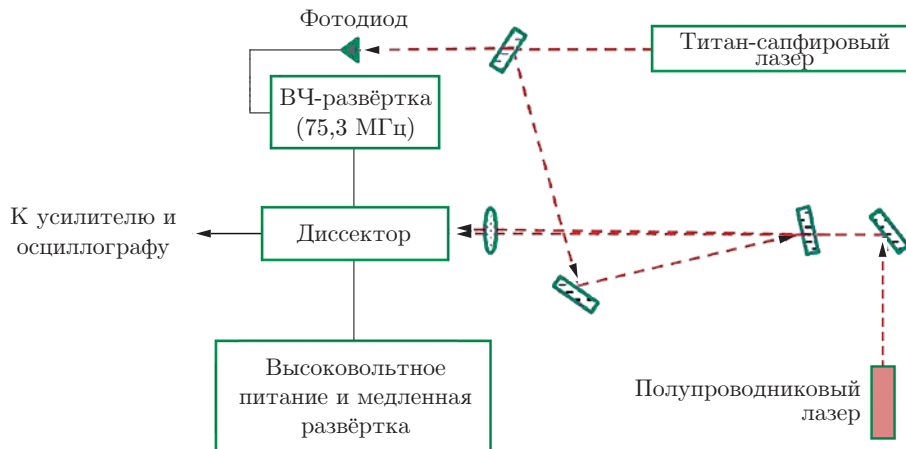 Фотодиод
Титан-сапфировый
лазер
ВЧ-развёртка
(75,3 МГц)
К усилителю и
осциллографу
Диссектор
Высоковольтное
питание и медленная
развёртка
Полупроводниковый
лазер